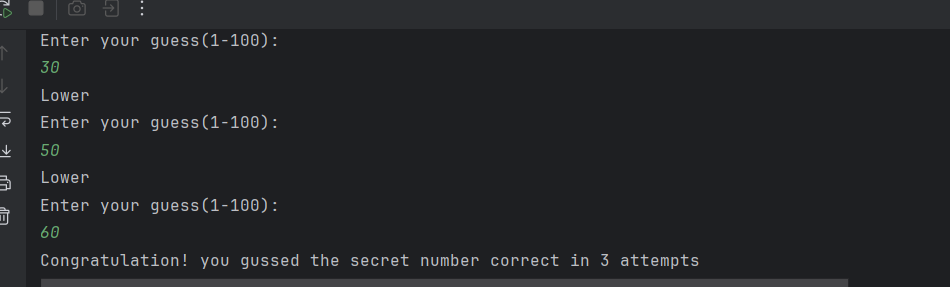 Enter your guess(1-100):
30
Lower
Enter your guess(1-100):
50
Lower
Enter your guess(1-100):
60
Congratulation! you gussed the secret number correct in 3 attempts